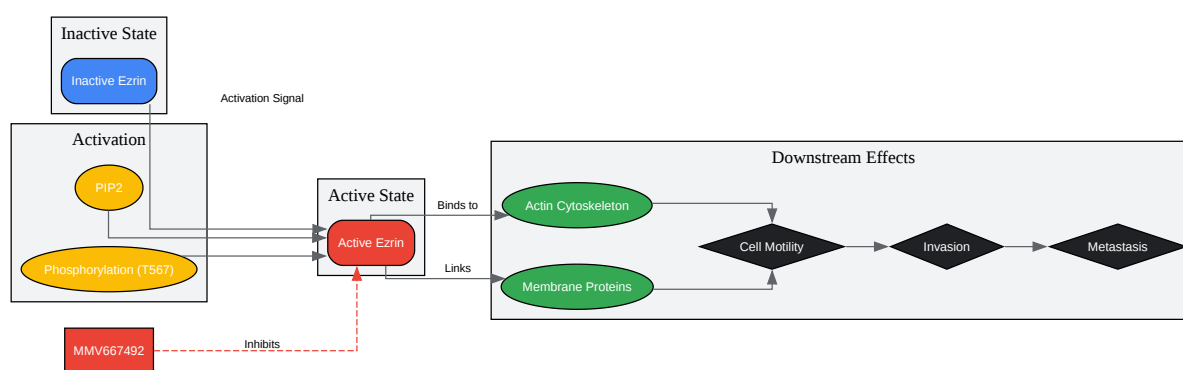 Inactive State
Inactive Ezrin
Activation Signal
Activation
PIP2
Phosphorylation (T567)
Active State
Active Ezrin
MMV667492
Inhibits
Binds to
Links
Downstream Effects
Actin Cytoskeleton
Membrane Proteins
Cell Motility
Invasion
Metastasis